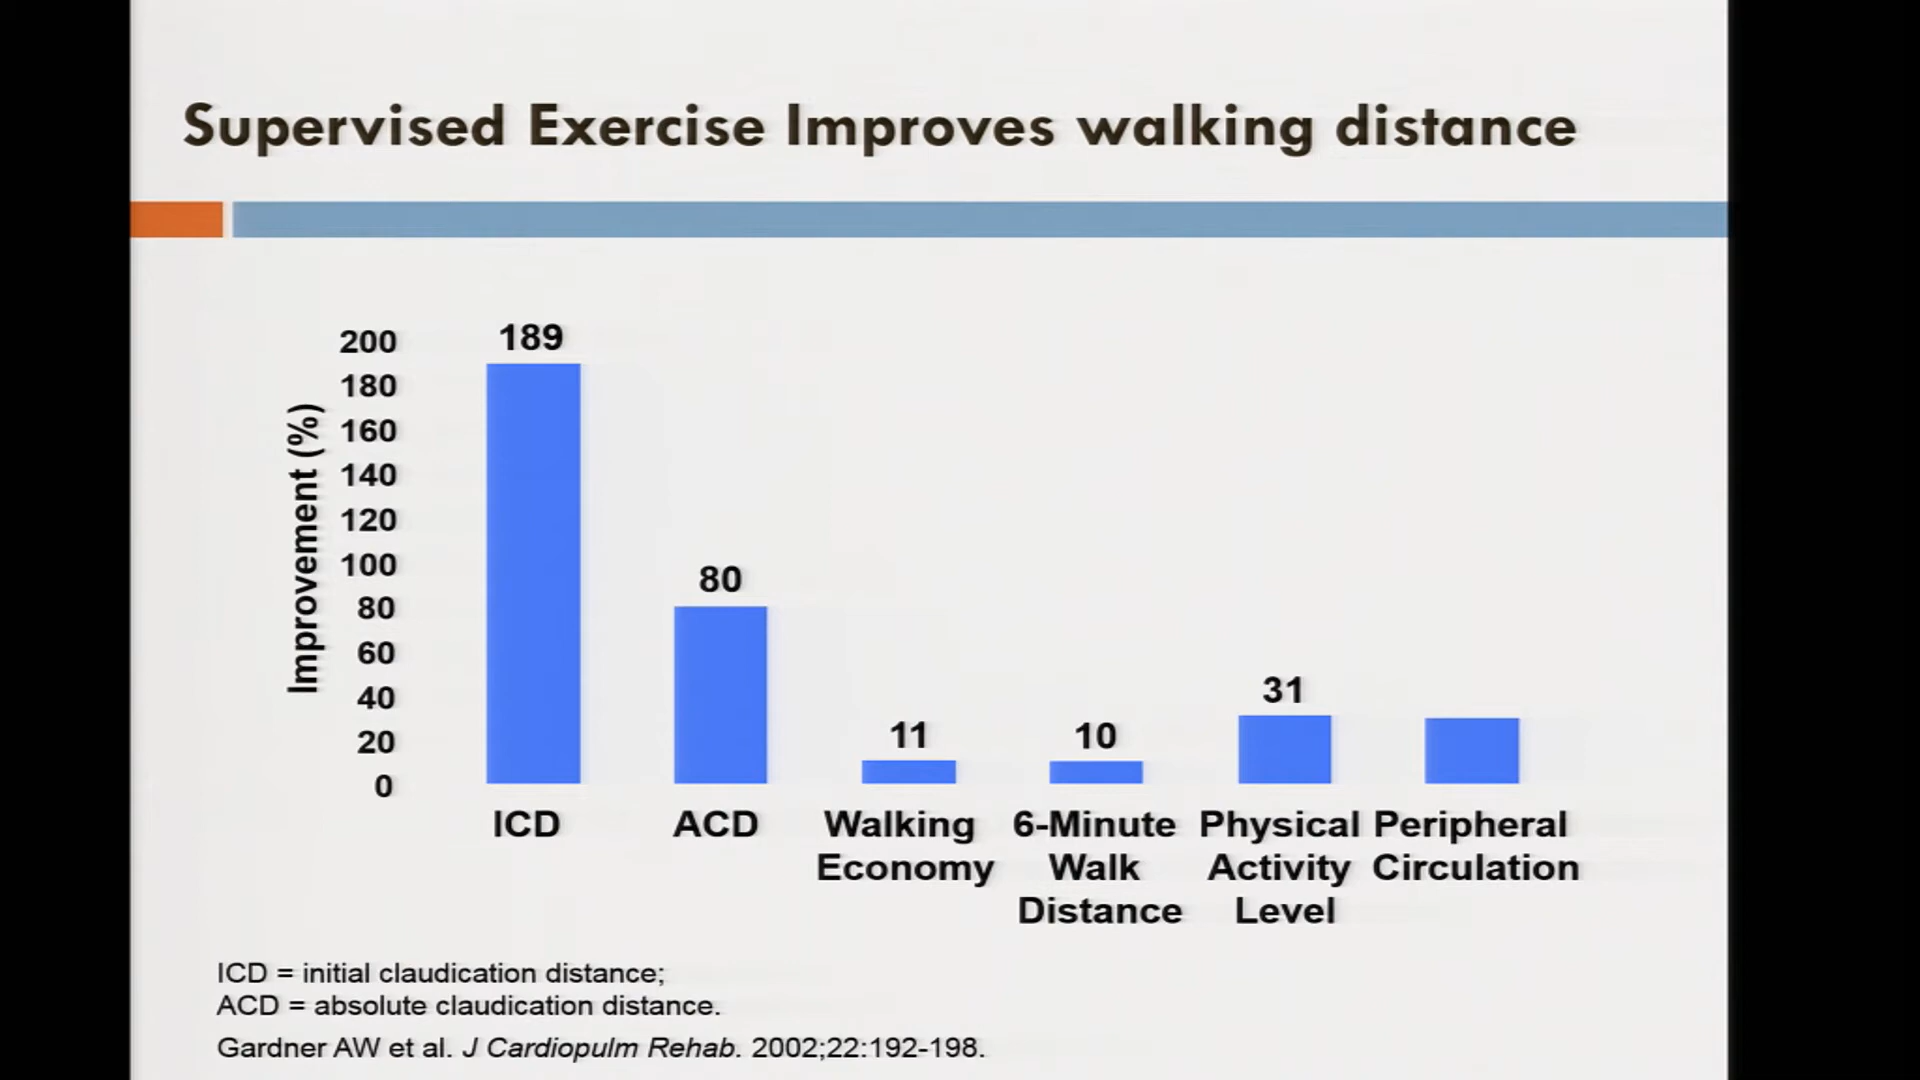 Supervised Exercise Improves walking distance
Improvement (%)
200
180
160
140
120
100
80
60
40
20
0
189
80
11
10
31
ICD
ACD
Walking
Economy
6-Minute
Walk
Distance
Physical
Activity
Level
Peripheral
Circulation
ICD = initial claudication distance;
ACD = absolute claudication distance.
Gardner AW et al. J Cardiopulm Rehab. 2002;22:192-198.